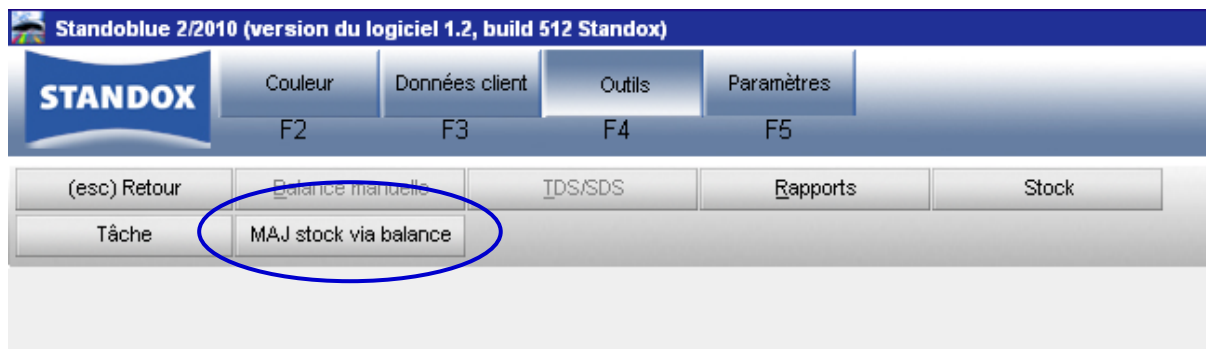 Standoblue 2/2010 (version du logiciel 1.2, build 512 Standox)
STANDOX
Couleur Données client Outils Paramètres
F2 F3 F4 F5
(esc) Retour Balance manuelle TDS/SDS Rapports Stock
Tâche MAJ stock via balance